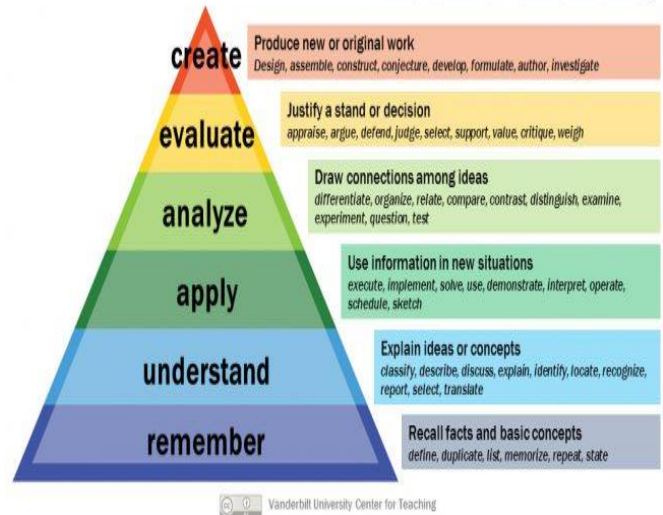 create
Produce new or original work
Design, assemble, construct, conjecture, develop, formulate, author, investigate
evaluate
Justify a stand or decision
appraise, argue, defend, judge, select, support, value, critique, weigh
analyze
Draw connections among ideas
differentiate, organize, relate, compare, contrast, distinguish, examine,
experiment, question, test
apply
Use information in new situations
execute, implement, solve, use, demonstrate, interpret, operate,
schedule, sketch
understand
Explain ideas or concepts
classify, describe, discuss, explain, identify, locate, recognize,
report, select, translate
remember
Recall facts and basic concepts
define, duplicate, list, memorize, repeat, state
cc
Vanderbilt University Center for Teaching